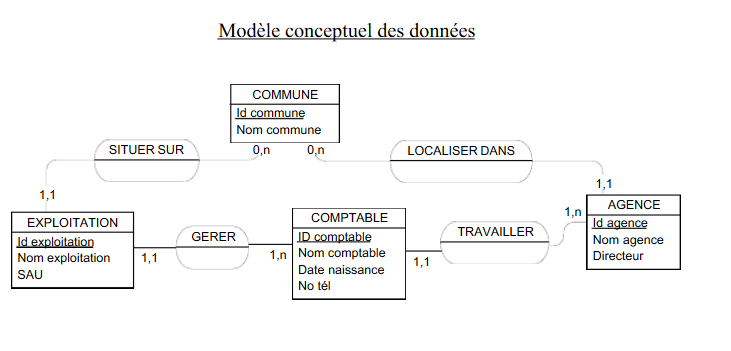 Modèle conceptuel des données
COMMUNE
Id commune
Nom commune
SITUER SUR
0,n
0,n
LOCALISER DANS
1,1
1,1
EXPLOITATION
Id exploitation
Nom exploitation
SAU
1,1
GERER
1,n
COMPTABLE
ID comptable
Nom comptable
Date naissance
No tél
1,1
TRAVAILLER
1,n
AGENCE
Id agence
Nom agence
Directeur